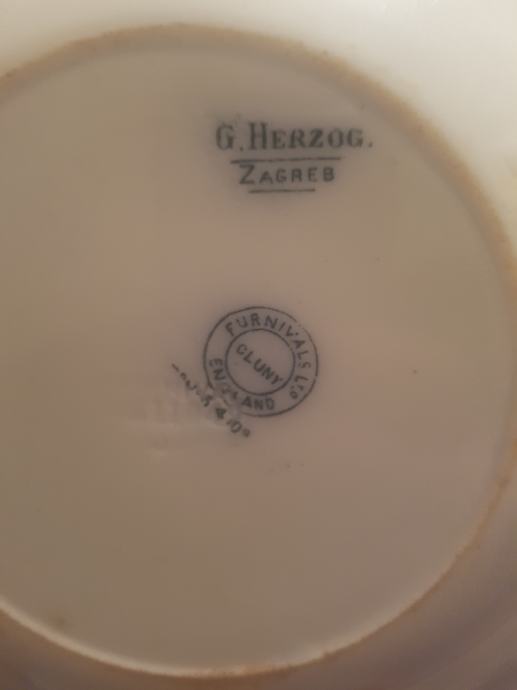 G. HERZOG.
ZAGREB
FURNIVALS LTD
CLUNY
ENGLAND